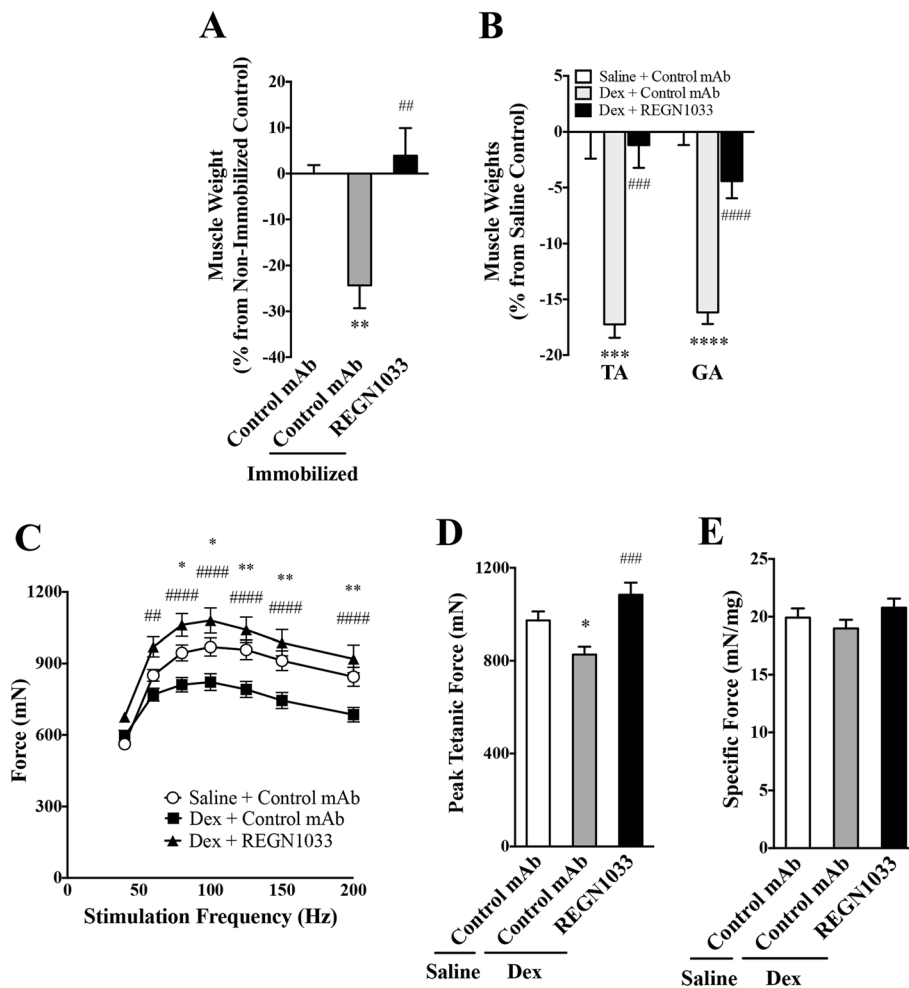 A
Muscle Weight
(% from Non-Immobilized Control)
20
10
0
-10
-20
-30
-40
##
**
Control mAb
Control mAb
REGN1033
Immobilized
B
Muscle Weights
(% from Saline Control)
5
0
-5
-10
-15
-20
Saline + Control mAb
Dex + Control mAb
Dex + REGN1033
###
####
***
****
TA
GA
C
Force (mN)
1200
900
600
300
0
*
*
**
**
**
##
####
####
####
####
####
Saline + Control mAb
Dex + Control mAb
Dex + REGN1033
0
50
100
150
200
Stimulation Frequency (Hz)
D
Peak Tetanic Force (mN)
1200
800
400
0
###
*
Control mAb
Control mAb
REGN1033
Saline
Dex
E
Specific Force (mN/mg)
25
20
15
10
5
0
Control mAb
Control mAb
REGN1033
Saline
Dex